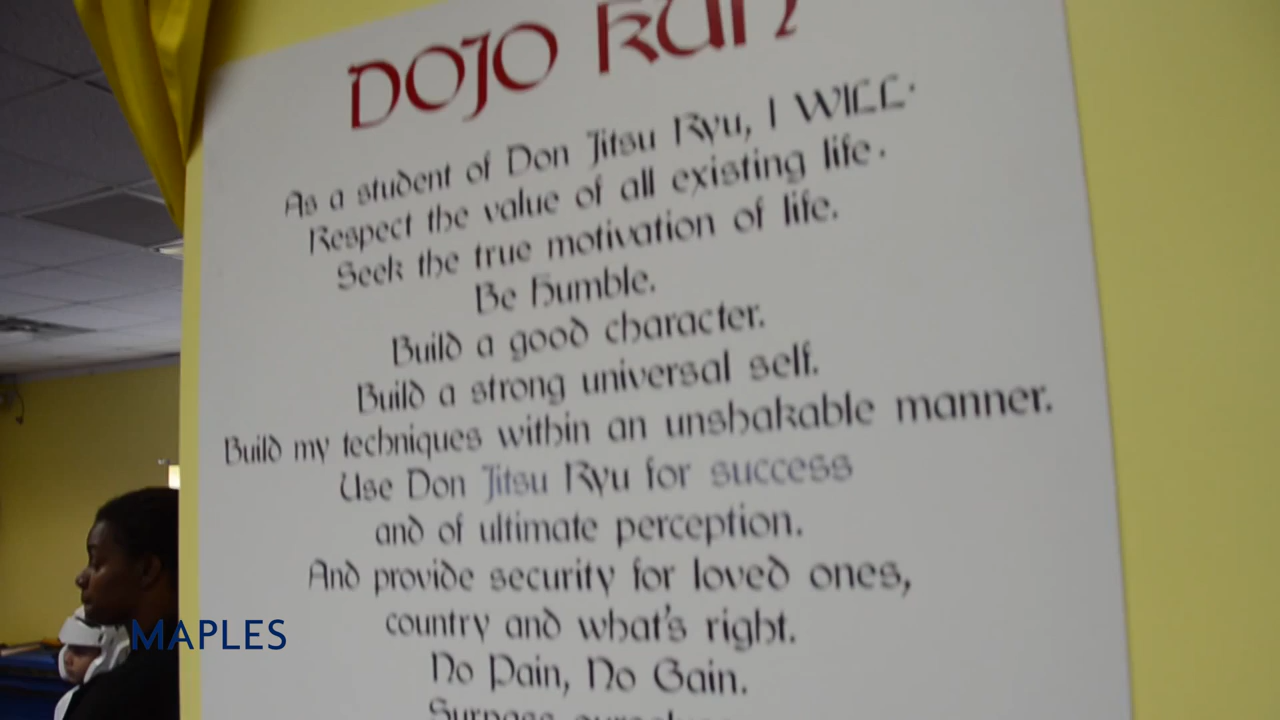 DOJO KUN
As a student of Don Jitsu Ryu, I WILL:
Respect the value of all existing life.
Seek the true motivation of life.
Be Humble.
Build a good character.
Build a strong universal self.
Build my techniques within an unshakable manner.
Use Don Jitsu Ryu for success
and of ultimate perception.
And provide security for loved ones,
country and what's right.
No Pain, No Gain.
MAPLES